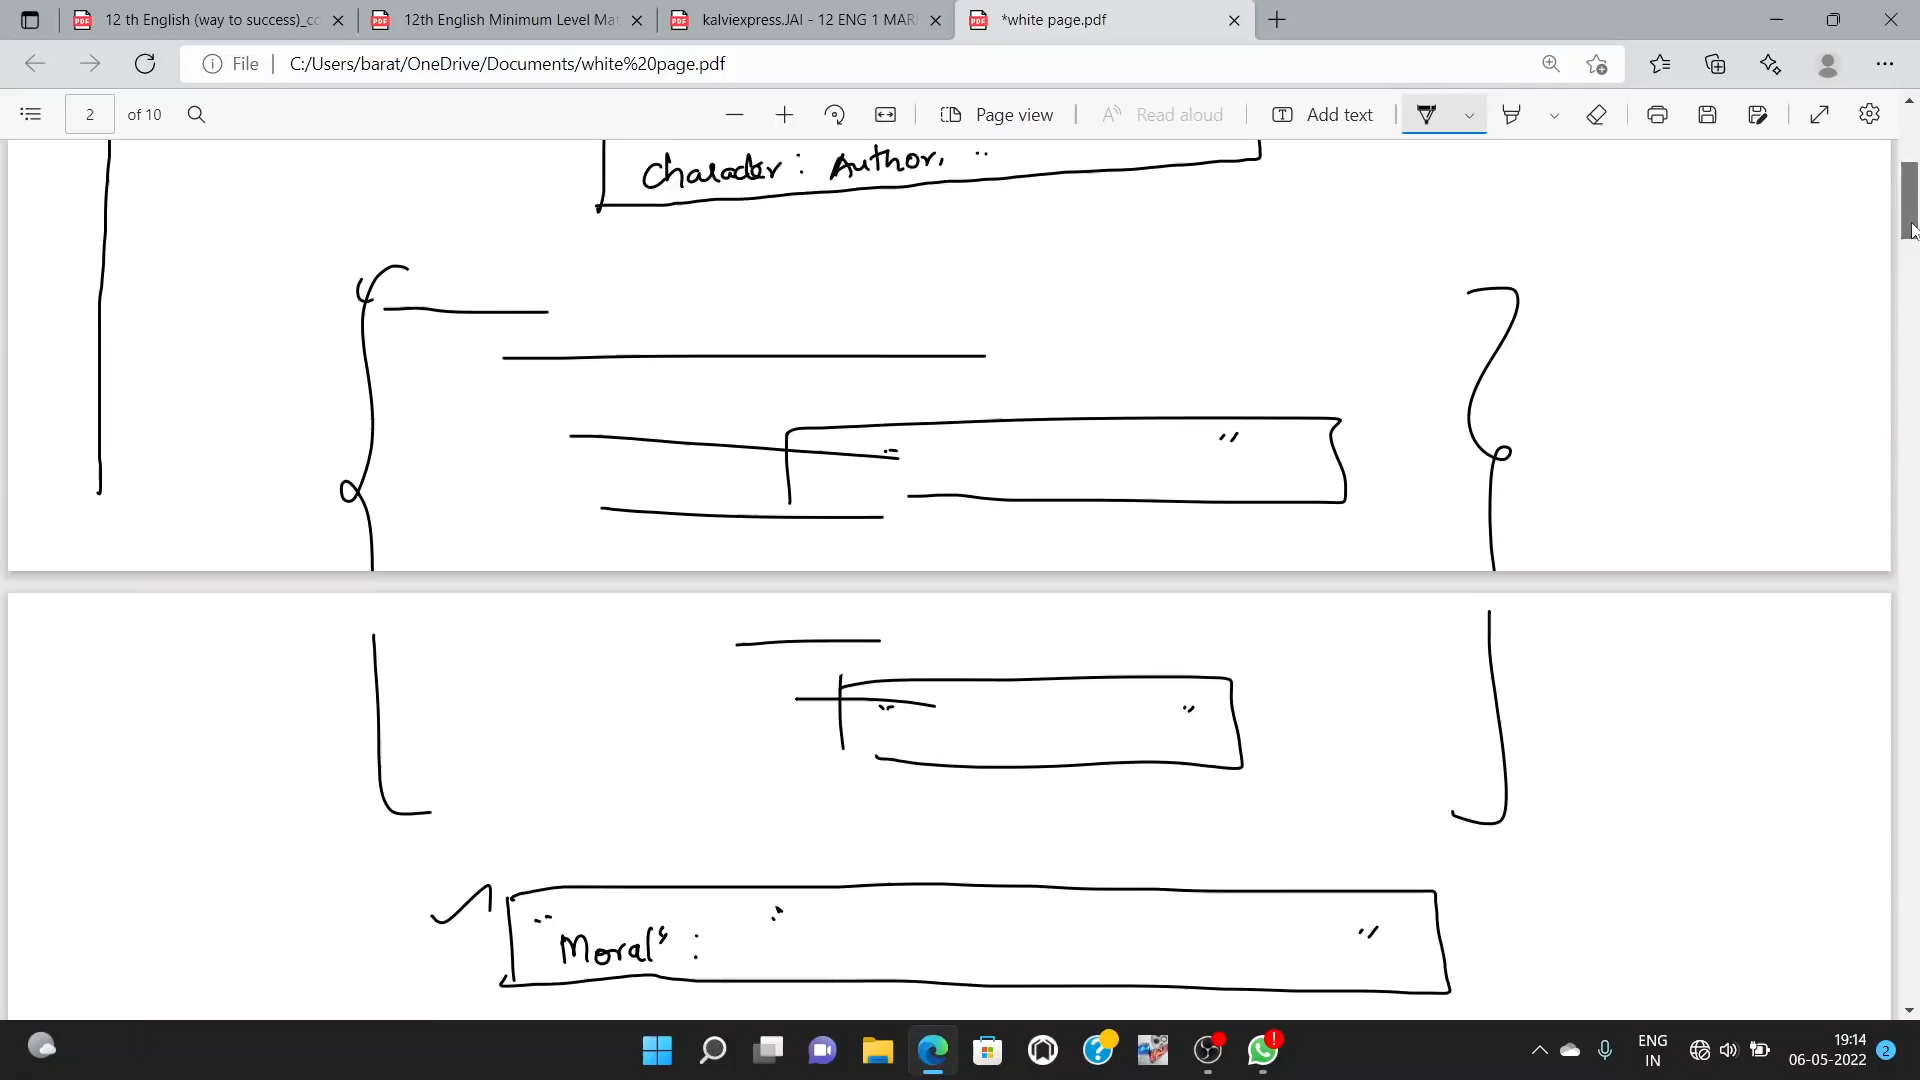 12 th English (way to success)_co
12th English Minimum Level Mat
kalviexpress.JAI - 12 ENG 1 MAR
*white page.pdf
File
C:/Users/barat/OneDrive/Documents/white%20page.pdf
2 of 10
Page view
Read aloud
Add text
Character : Author,
"Moral" :
ENG
IN
19:14
06-05-2022
2